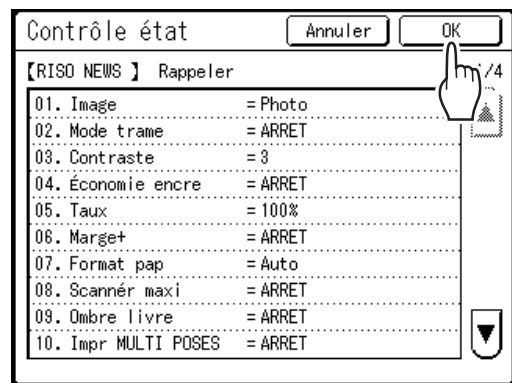 Contrôle état Annuler OK
【RISO NEWS 】 Rappeler /4
01. Image = Photo
02. Mode trame = ARRET
03. Contraste = 3
04. Économie encre = ARRET
05. Taux = 100%
06. Marge+ = ARRET
07. Format pap = Auto
08. Scannér maxi = ARRET
09. Ombre livre = ARRET
10. Impr MULTI POSES = ARRET